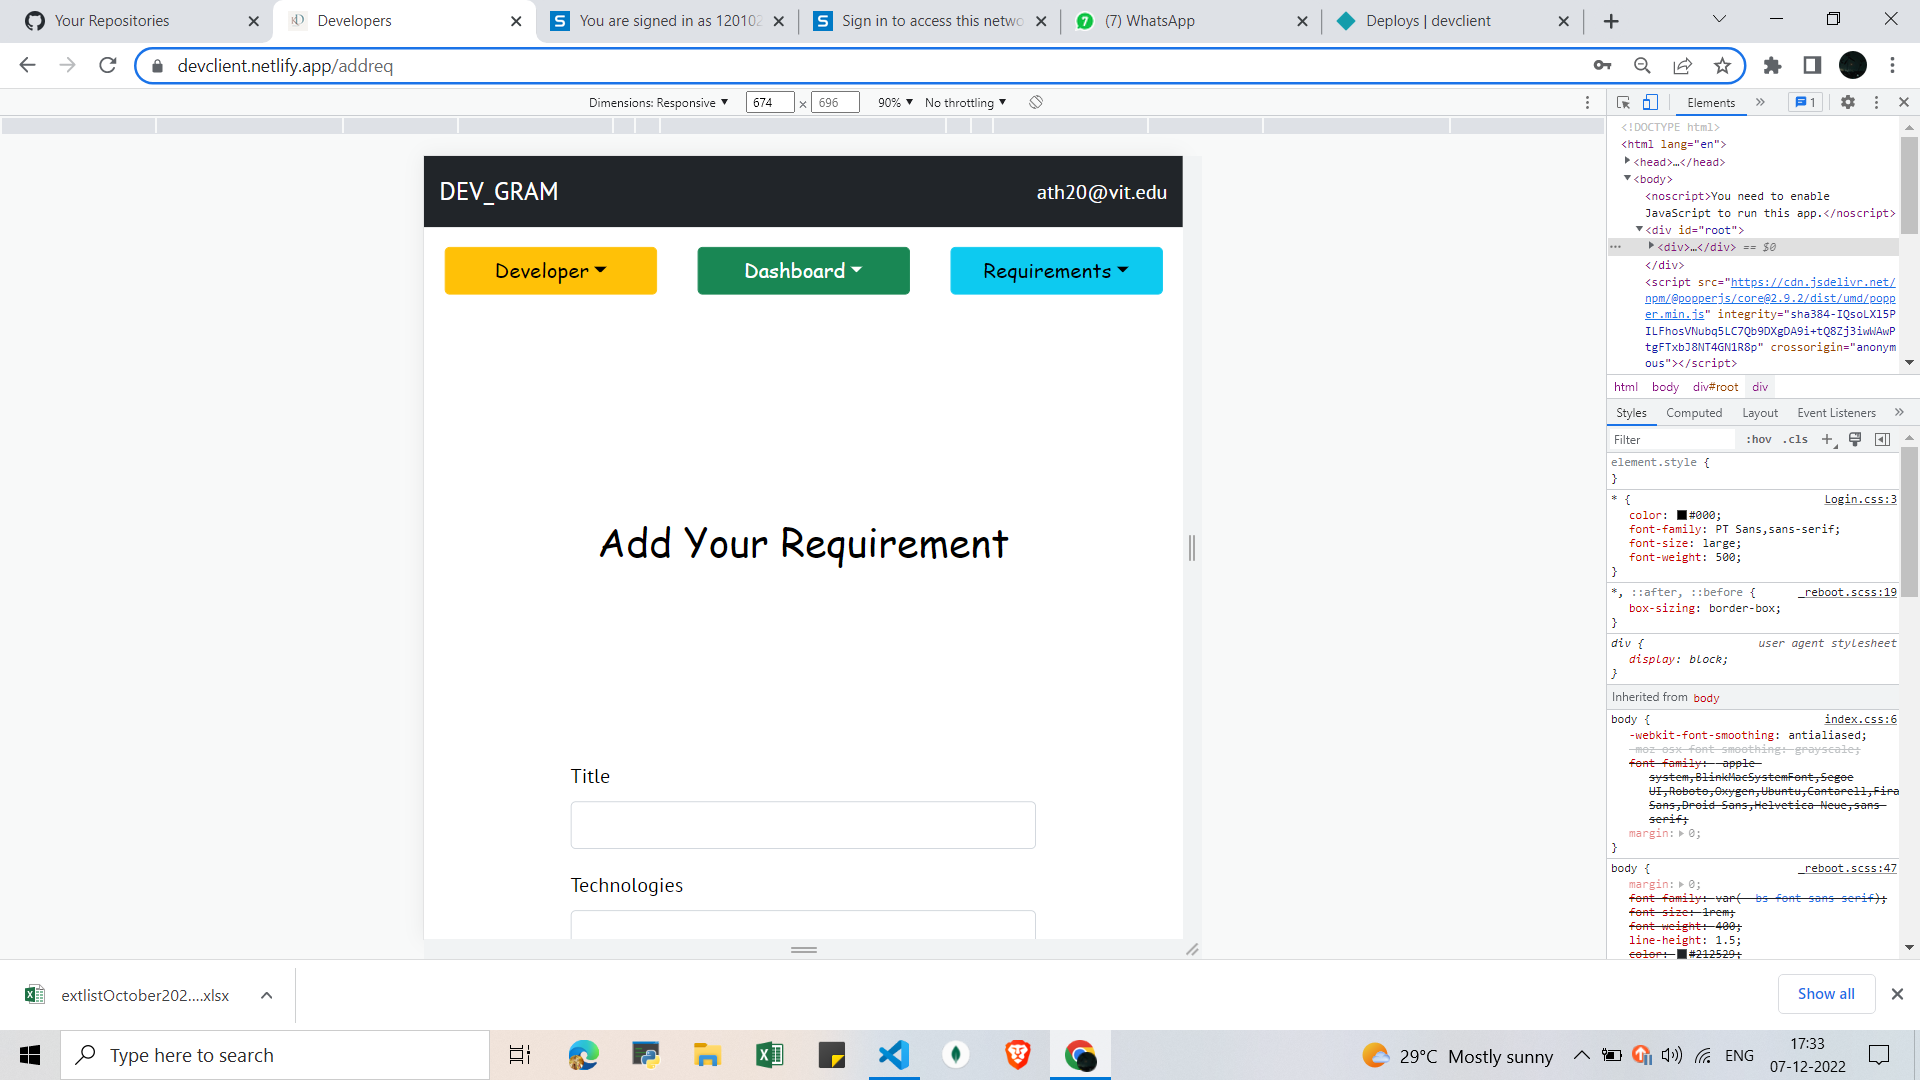 Your Repositories
Developers
You are signed in as 120102
Sign in to access this netwo
(7) WhatsApp
Deploys | devclient
devclient.netlify.app/addreq
Dimensions: Responsive ▼ 674 × 696 90% ▼ No throttling ▼
Elements » 1
DEV_GRAM
ath20@vit.edu
Developer
Dashboard
Requirements
Add Your Requirement
Title
Technologies
<!DOCTYPE html>
<html lang="en">
<head>…</head>
<body>
<noscript>You need to enable
JavaScript to run this app.</noscript>
<div id="root">
<div>…</div> == $0
</div>
<script src="https://cdn.jsdelivr.net/
npm/@popperjs/core@2.9.2/dist/umd/popp
er.min.js" integrity="sha384-IQsoLXl5P
ILFhosVNubq5LC7Qb9DXgDA9i+tQ8Zj3iwWAwP
tgFTxbJ8NT4GN1R8p" crossorigin="anonym
ous"></script>
html body div#root div
Styles Computed Layout Event Listeners »
Filter :hov .cls +
element.style {
}
* { Login.css:3
color: #000;
font-family: PT Sans,sans-serif;
font-size: large;
font-weight: 500;
}
*, ::after, ::before { _reboot.scss:19
box-sizing: border-box;
}
div { user agent stylesheet
display: block;
}
Inherited from body
body { index.css:6
-webkit-font-smoothing: antialiased;
-moz-osx-font-smoothing: grayscale;
font-family: -apple-
system,BlinkMacSystemFont,Segoe
UI,Roboto,Oxygen,Ubuntu,Cantarell,Fira
Sans,Droid Sans,Helvetica Neue,sans-
serif;
margin: 0;
}
body { _reboot.scss:47
margin: 0;
font-family: var(--bs-font-sans-serif);
font-size: 1rem;
font-weight: 400;
line-height: 1.5;
color: #212529;
extlistOctober202....xlsx
Show all
Type here to search
29°C Mostly sunny
ENG
17:33
07-12-2022